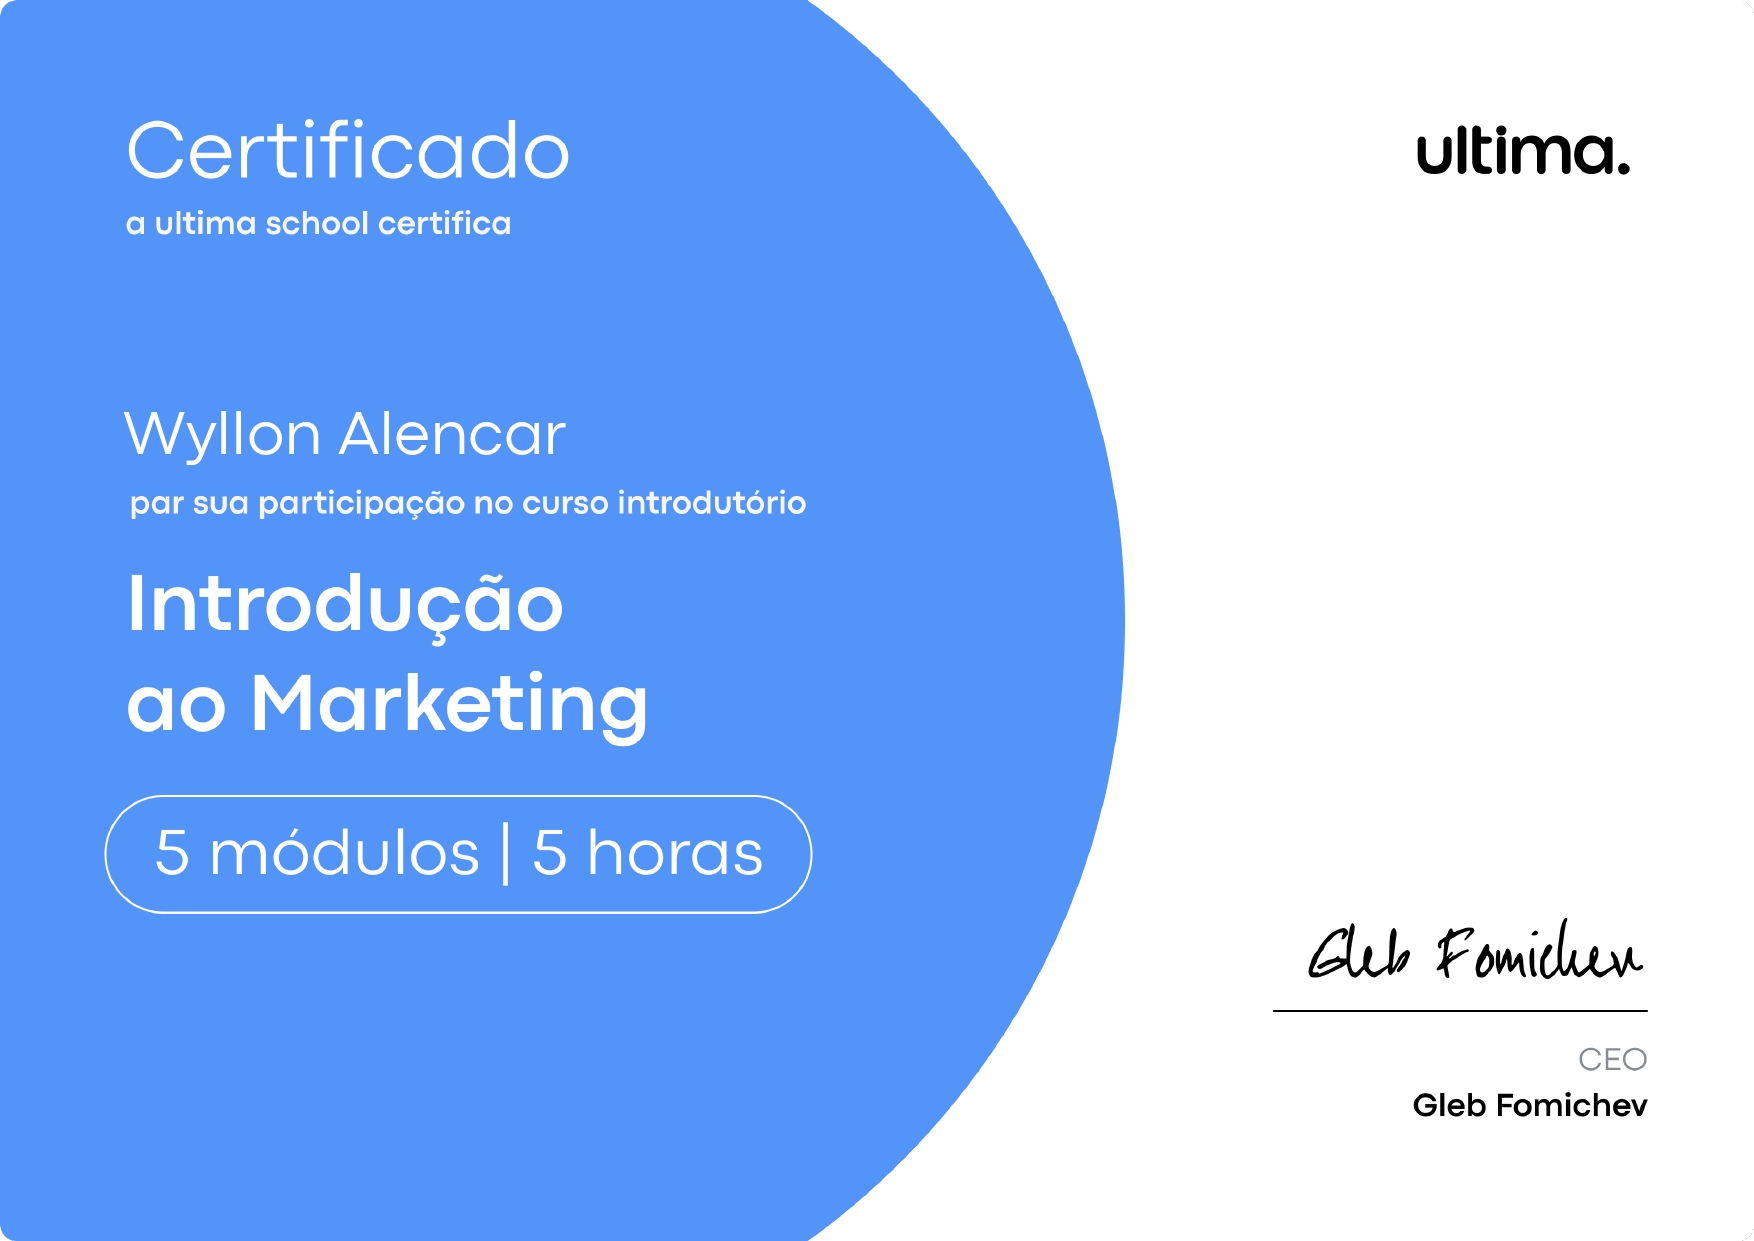 Certificado
a ultima school certifica
ultima.
Wyllon Alencar
par sua participação no curso introdutório
Introdução
ao Marketing
5 módulos | 5 horas
Gleb Fomichev
CEO
Gleb Fomichev